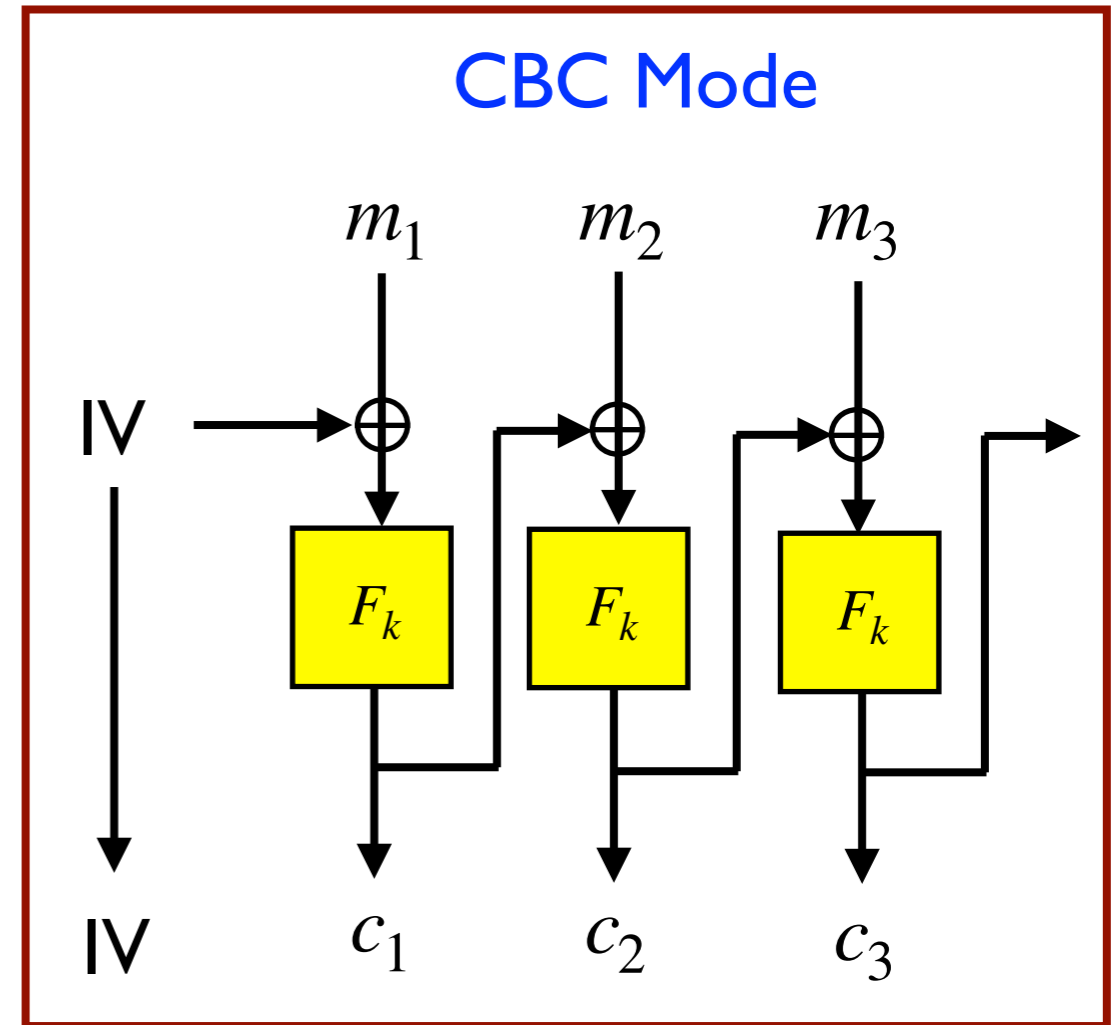 CBC Mode
m₁ m₂ m₃
IV
Fₖ Fₖ Fₖ
IV c₁ c₂ c₃